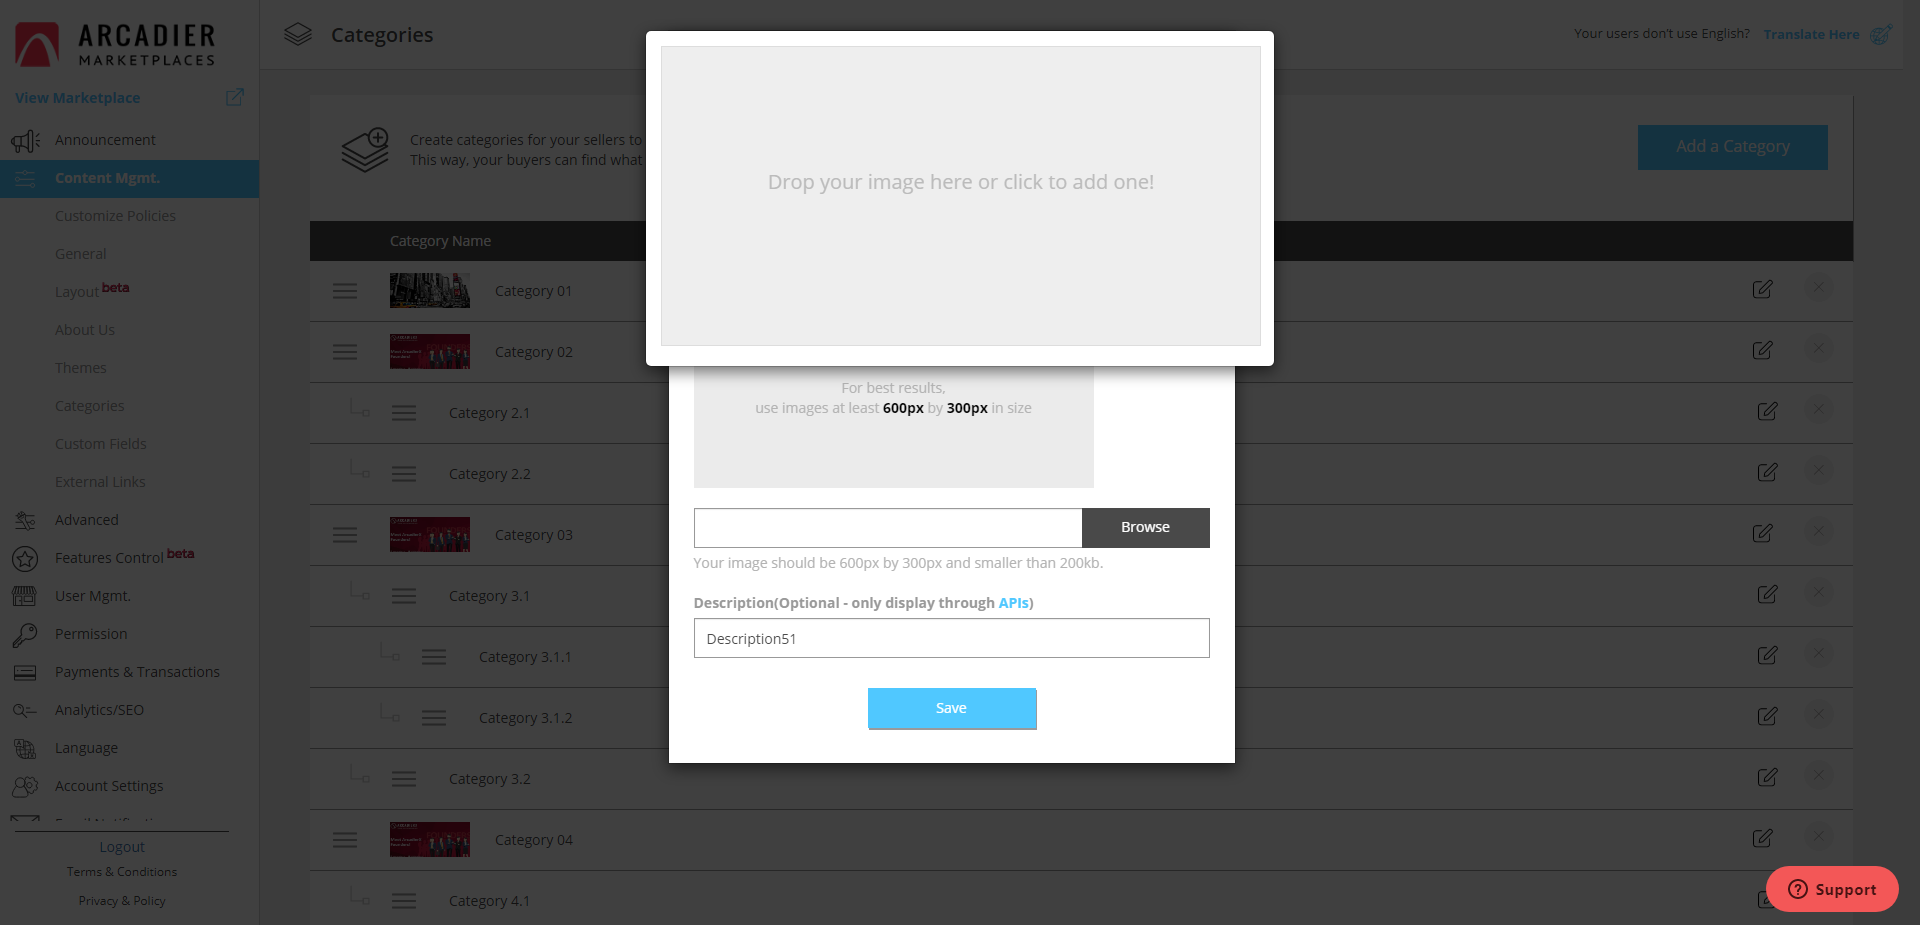 ARCADIER
MARKETPLACES
Categories
Your users don't use English? Translate Here
View Marketplace
Announcement
Content Mgmt.
Customize Policies
General
Layout beta
About Us
Themes
Categories
Custom Fields
External Links
Advanced
Features Control beta
User Mgmt.
Permission
Payments & Transactions
Analytics/SEO
Language
Account Settings
Logout
Terms & Conditions
Privacy & Policy
Create categories for your sellers to
This way, your buyers can find what
Add a Category
Category Name
Category 01
Category 02
Category 2.1
Category 2.2
Category 03
Category 3.1
Category 3.1.1
Category 3.1.2
Category 3.2
Category 04
Category 4.1
Drop your image here or click to add one!
For best results,
use images at least 600px by 300px in size
Browse
Your image should be 600px by 300px and smaller than 200kb.
Description(Optional - only display through APIs)
Description51
Save
Support